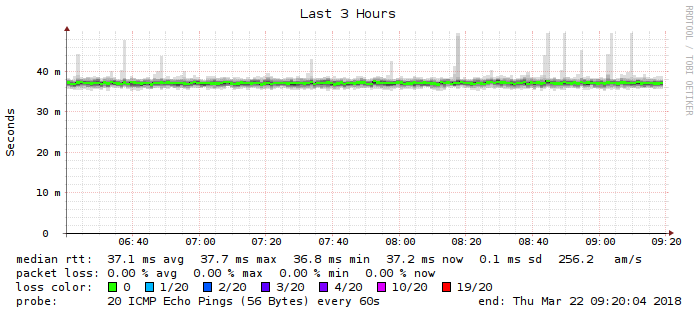 Last 3 Hours
RRDTOOL / TOBI OETIKER
Seconds
40 m
30 m
20 m
10 m
0
06:40 07:00 07:20 07:40 08:00 08:20 08:40 09:00 09:20
median rtt: 37.1 ms avg 37.7 ms max 36.8 ms min 37.2 ms now 0.1 ms sd 256.2 am/s
packet loss: 0.00 % avg 0.00 % max 0.00 % min 0.00 % now
loss color: 0 1/20 2/20 3/20 4/20 10/20 19/20
probe: 20 ICMP Echo Pings (56 Bytes) every 60s end: Thu Mar 22 09:20:04 2018